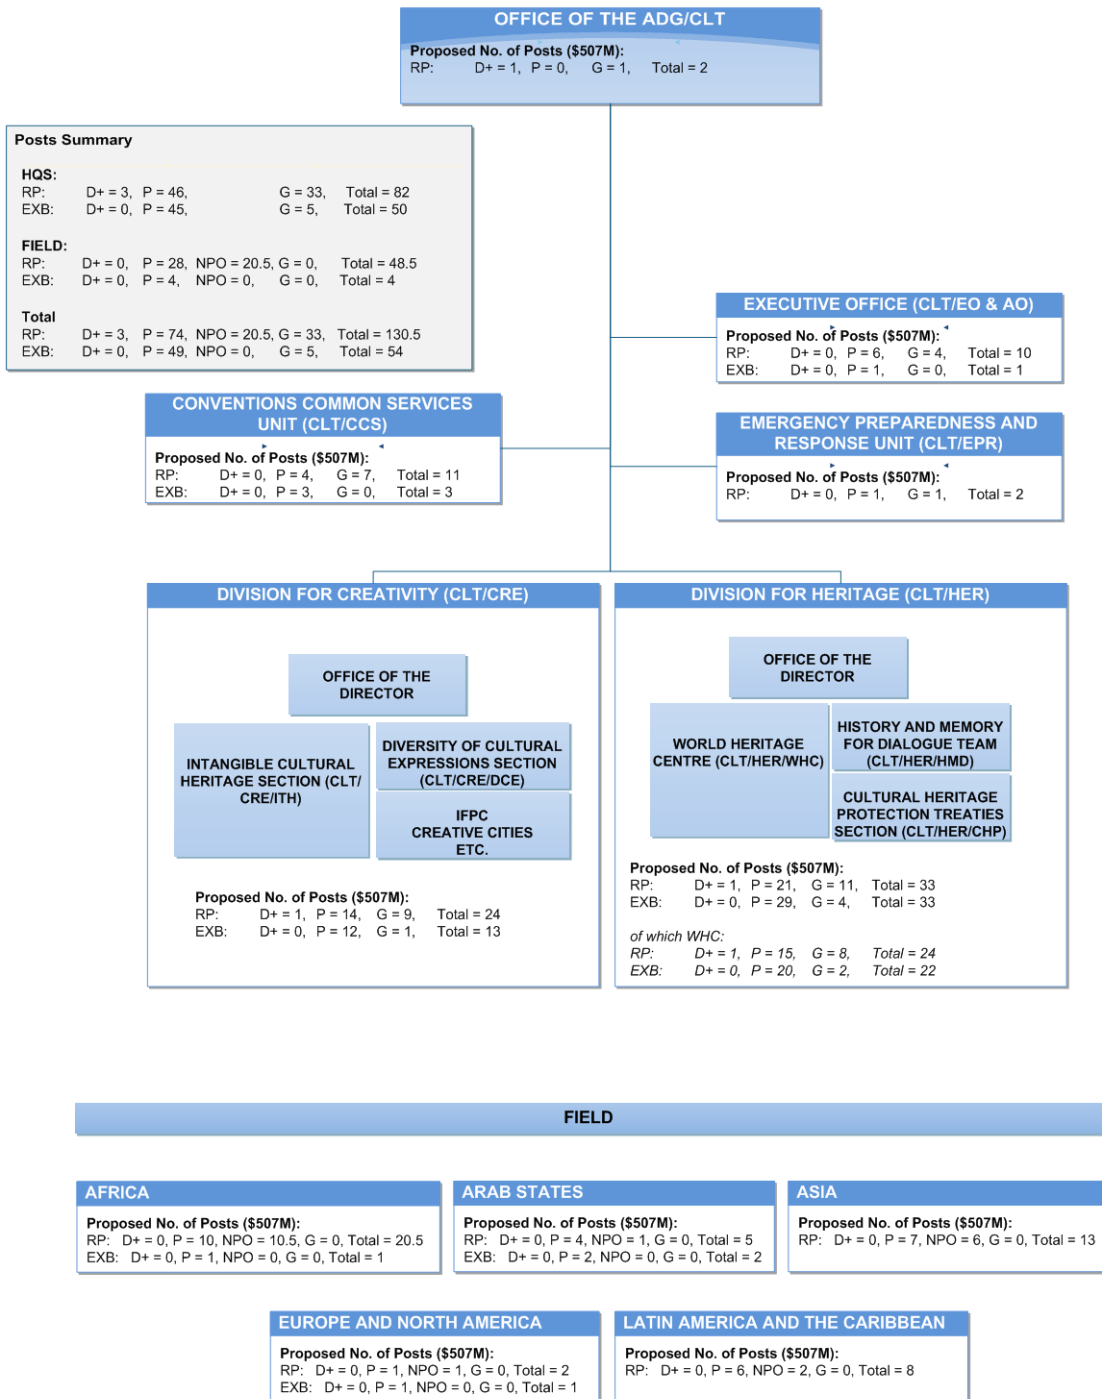 OFFICE OF THE ADG/CLT
Proposed No. of Posts ($507M):
RP: D+ = 1, P = 0, G = 1, Total = 2
Posts Summary
HQS:
RP: D+ = 3, P = 46, G = 33, Total = 82
EXB: D+ = 0, P = 45, G = 5, Total = 50
FIELD:
RP: D+ = 0, P = 28, NPO = 20.5, G = 0, Total = 48.5
EXB: D+ = 0, P = 4, NPO = 0, G = 0, Total = 4
Total
RP: D+ = 3, P = 74, NPO = 20.5, G = 33, Total = 130.5
EXB: D+ = 0, P = 49, NPO = 0, G = 5, Total = 54
EXECUTIVE OFFICE (CLT/EO & AO)
Proposed No. of Posts ($507M):
RP: D+ = 0, P = 6, G = 4, Total = 10
EXB: D+ = 0, P = 1, G = 0, Total = 1
CONVENTIONS COMMON SERVICES
UNIT (CLT/CCS)
Proposed No. of Posts ($507M):
RP: D+ = 0, P = 4, G = 7, Total = 11
EXB: D+ = 0, P = 3, G = 0, Total = 3
EMERGENCY PREPAREDNESS AND
RESPONSE UNIT (CLT/EPR)
Proposed No. of Posts ($507M):
RP: D+ = 0, P = 1, G = 1, Total = 2
DIVISION FOR CREATIVITY (CLT/CRE)
OFFICE OF THE
DIRECTOR
INTANGIBLE CULTURAL
HERITAGE SECTION (CLT/
CRE/ITH)
DIVERSITY OF CULTURAL
EXPRESSIONS SECTION
(CLT/CRE/DCE)
IFPC
CREATIVE CITIES
ETC.
Proposed No. of Posts ($507M):
RP: D+ = 1, P = 14, G = 9, Total = 24
EXB: D+ = 0, P = 12, G = 1, Total = 13
DIVISION FOR HERITAGE (CLT/HER)
OFFICE OF THE
DIRECTOR
WORLD HERITAGE
CENTRE (CLT/HER/WHC)
HISTORY AND MEMORY
FOR DIALOGUE TEAM
(CLT/HER/HMD)
CULTURAL HERITAGE
PROTECTION TREATIES
SECTION (CLT/HER/CHP)
Proposed No. of Posts ($507M):
RP: D+ = 1, P = 21, G = 11, Total = 33
EXB: D+ = 0, P = 29, G = 4, Total = 33
of which WHC:
RP: D+ = 1, P = 15, G = 8, Total = 24
EXB: D+ = 0, P = 20, G = 2, Total = 22
FIELD
AFRICA
Proposed No. of Posts ($507M):
RP: D+ = 0, P = 10, NPO = 10.5, G = 0, Total = 20.5
EXB: D+ = 0, P = 1, NPO = 0, G = 0, Total = 1
ARAB STATES
Proposed No. of Posts ($507M):
RP: D+ = 0, P = 4, NPO = 1, G = 0, Total = 5
EXB: D+ = 0, P = 2, NPO = 0, G = 0, Total = 2
ASIA
Proposed No. of Posts ($507M):
RP: D+ = 0, P = 7, NPO = 6, G = 0, Total = 13
EUROPE AND NORTH AMERICA
Proposed No. of Posts ($507M):
RP: D+ = 0, P = 1, NPO = 1, G = 0, Total = 2
EXB: D+ = 0, P = 1, NPO = 0, G = 0, Total = 1
LATIN AMERICA AND THE CARIBBEAN
Proposed No. of Posts ($507M):
RP: D+ = 0, P = 6, NPO = 2, G = 0, Total = 8